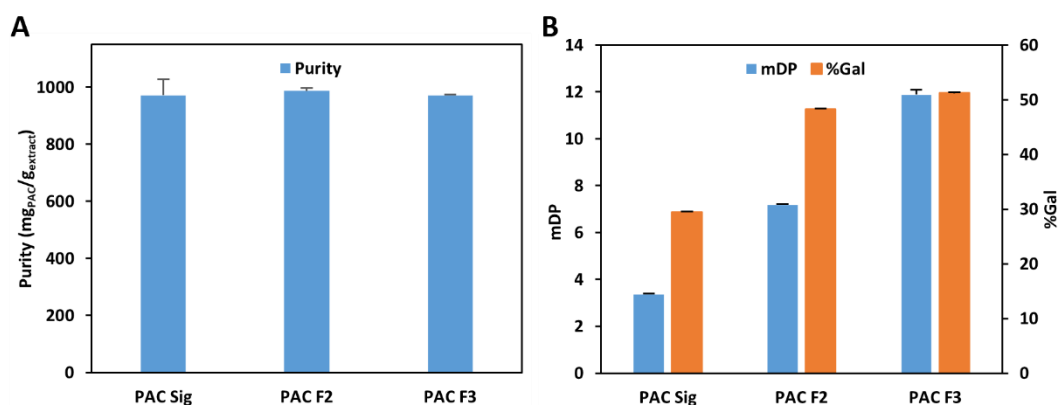 A
Purity
Purity (mgPAC/gextract)
1000
800
600
400
200
0
PAC Sig
PAC F2
PAC F3
B
mDP
%Gal
mDP
14
12
10
8
6
4
2
0
PAC Sig
PAC F2
PAC F3
60
50
40
30
20
10
0
%Gal